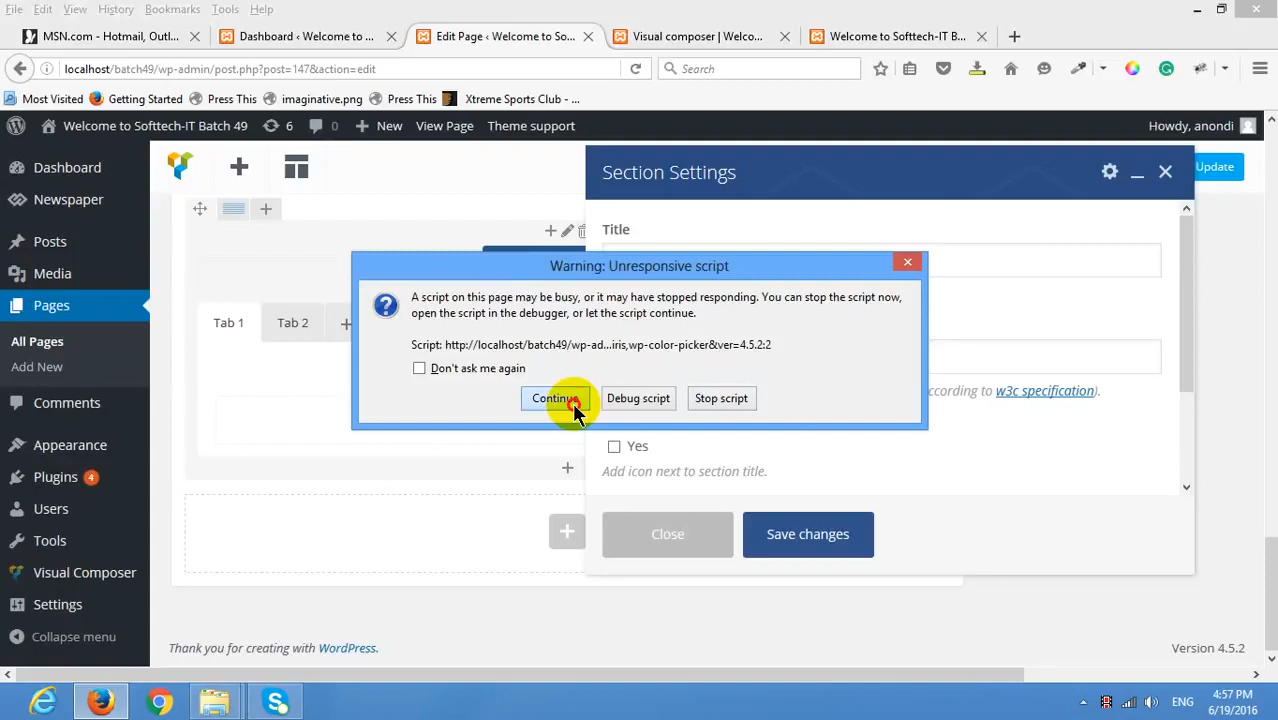 File Edit View History Bookmarks Tools Help
MSN.com - Hotmail, Outl... Dashboard ‹ Welcome to ... Edit Page ‹ Welcome to So... Visual composer | Welco... Welcome to Softtech-IT B...
localhost/batch49/wp-admin/post.php?post=147&action=edit Search
Most Visited Getting Started Press This imaginative.png Press This Xtreme Sports Club - ...
Welcome to Softtech-IT Batch 49 6 0 New View Page Theme support Howdy, anondi
Dashboard
Newspaper
Posts
Media
Pages
All Pages
Add New
Comments
Appearance
Plugins 4
Users
Tools
Visual Composer
Settings
Collapse menu
Section Settings
Update
Title
Tab 1 Tab 2
Warning: Unresponsive script
A script on this page may be busy, or it may have stopped responding. You can stop the script now,
open the script in the debugger, or let the script continue.
Script: http://localhost/batch49/wp-ad...iris,wp-color-picker&ver=4.5.2:2
Don't ask me again
Continue Debug script Stop script
according to w3c specification).
Yes
Add icon next to section title.
Close Save changes
Thank you for creating with WordPress. Version 4.5.2
ENG
4:57 PM
6/19/2016